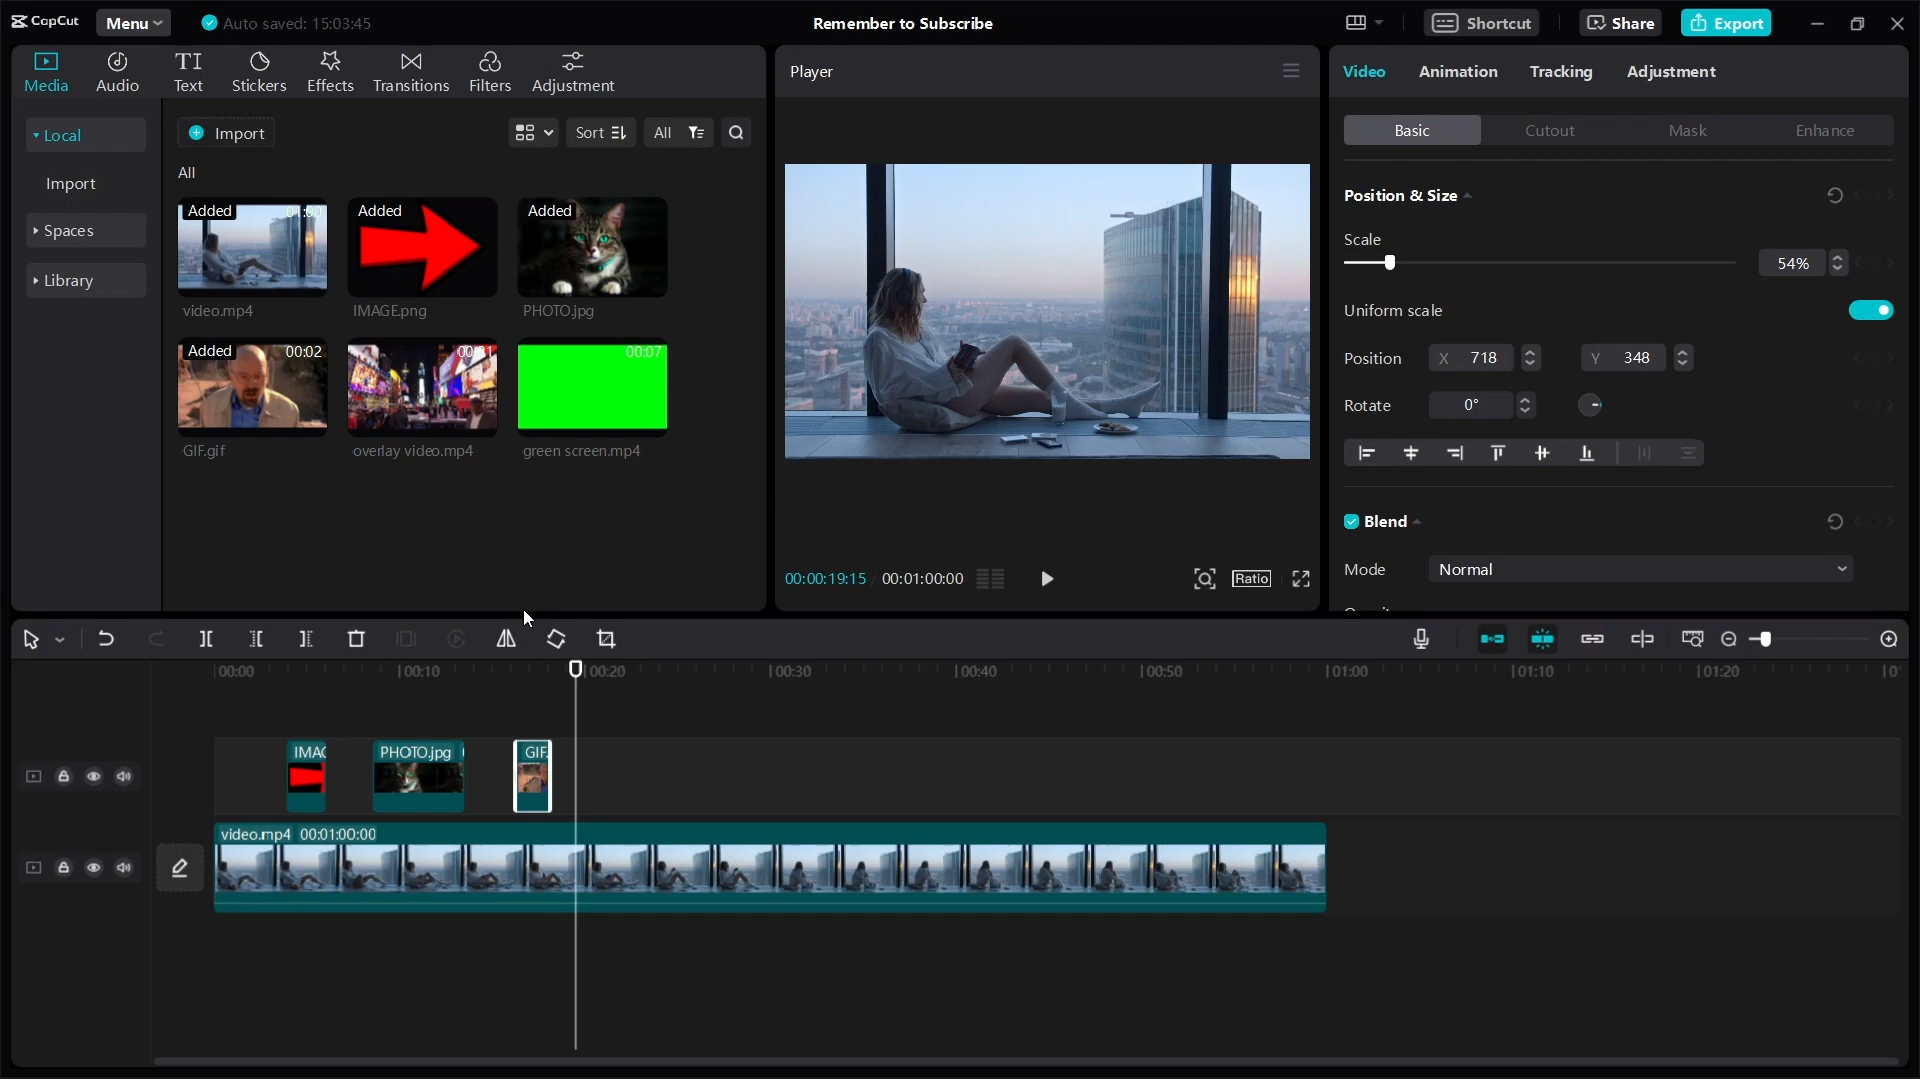 CapCut Menu Auto saved: 15:03:45 Remember to Subscribe Shortcut Share Export
Media Audio Text Stickers Effects Transitions Filters Adjustment
Local
Import
Spaces
Library
Import Sort All
All
Added 01:00
video.mp4
Added
IMAGE.png
Added
PHOTO.jpg
Added 00:02
GIF.gif
overlay video.mp4
00:07
green screen.mp4
Player
00:00:19:15 / 00:01:00:00 Ratio
Video Animation Tracking Adjustment
Basic Cutout Mask Enhance
Position & Size
Scale
54%
Uniform scale
Position X 718 Y 348
Rotate 0°
Blend
Mode Normal
00:00 00:10 00:20 00:30 00:40 00:50 01:00 01:10 01:20
IMAG PHOTO.jpg GIF.
video.mp4 00:01:00:00